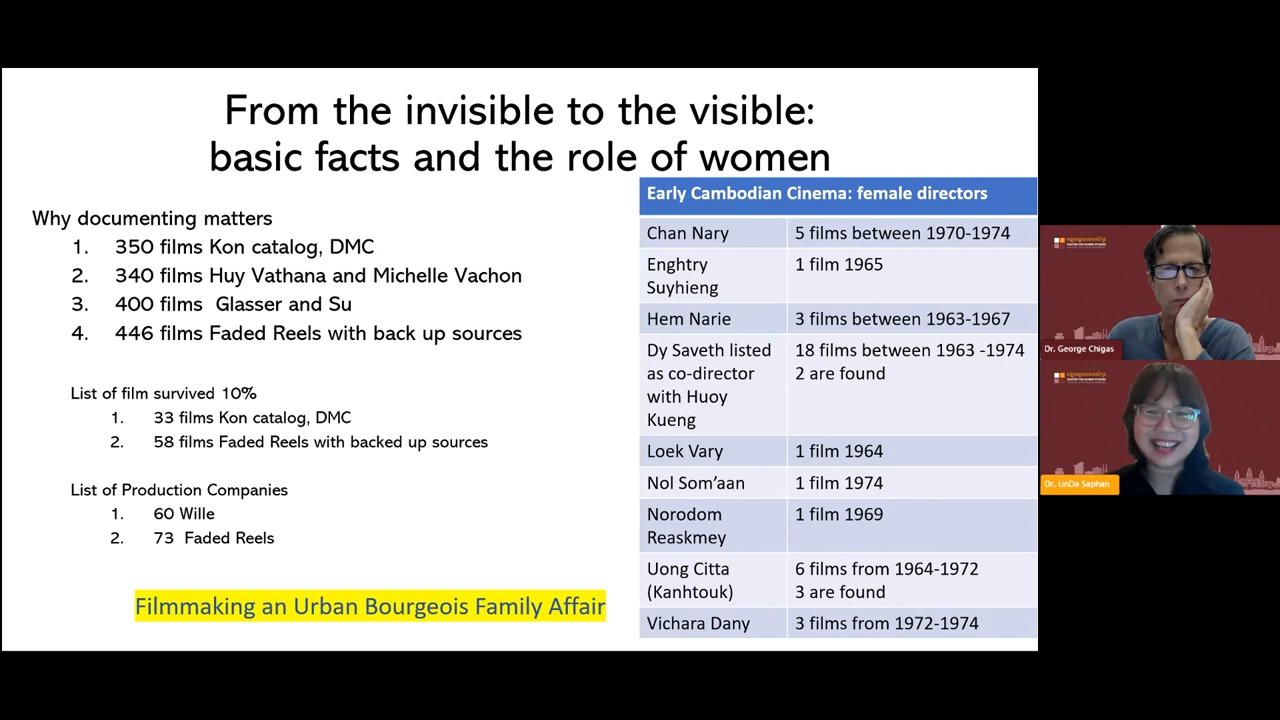 From the invisible to the visible:
basic facts and the role of women
Why documenting matters
1. 350 films Kon catalog, DMC
2. 340 films Huy Vathana and Michelle Vachon
3. 400 films Glasser and Su
4. 446 films Faded Reels with back up sources
List of film survived 10%
1. 33 films Kon catalog, DMC
2. 58 films Faded Reels with backed up sources
List of Production Companies
1. 60 Wille
2. 73 Faded Reels
Filmmaking an Urban Bourgeois Family Affair
Early Cambodian Cinema: female directors
Chan Nary 5 films between 1970-1974
Enghtry 1 film 1965
Suyhieng
Hem Narie 3 films between 1963-1967
Dy Saveth listed 18 films between 1963 -1974
as co-director 2 are found
with Huoy
Kueng
Loek Vary 1 film 1964
Nol Som’aan 1 film 1974
Norodom 1 film 1969
Reaskmey
Uong Citta 6 films from 1964-1972
(Kanhtouk) 3 are found
Vichara Dany 3 films from 1972-1974
Dr. George Chigas
Dr. LinDa Saphan